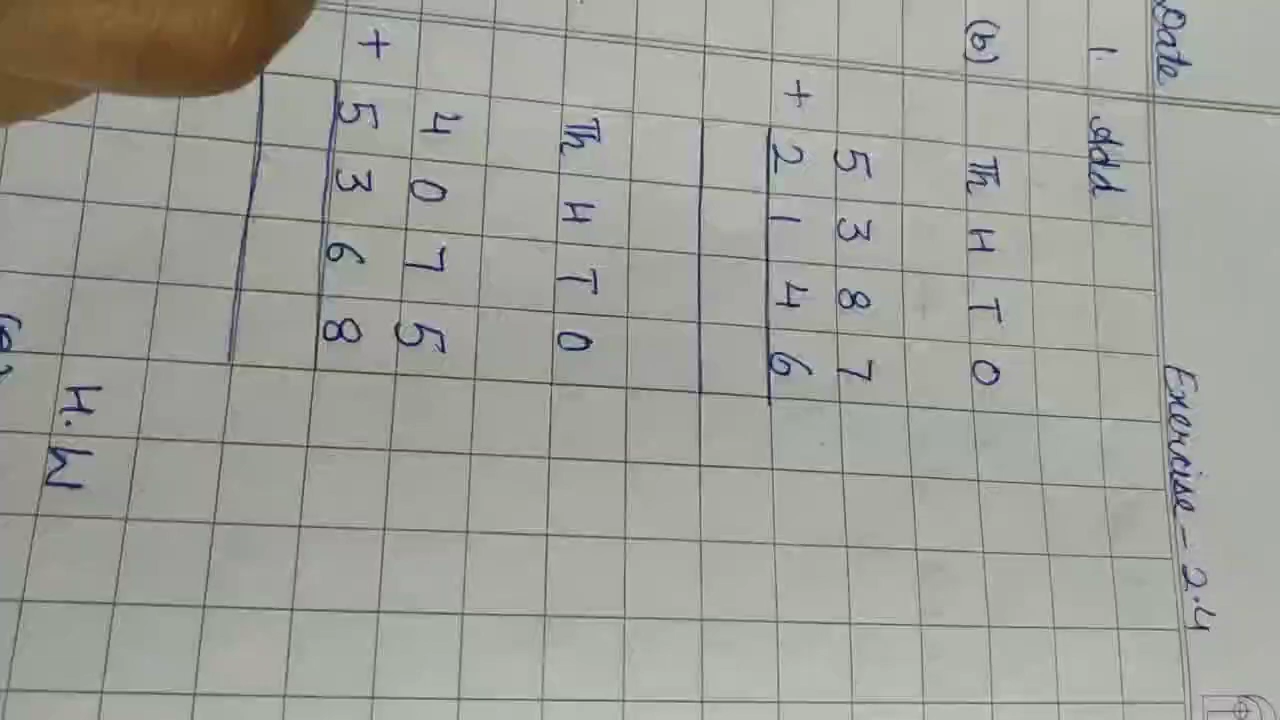 Date
Exercise - 2.4
1. Add
(b) Th H T O
5 3 8 7
+ 2 1 4 6
Th H T O
4 0 7 5
+ 5 3 6 8
H.W